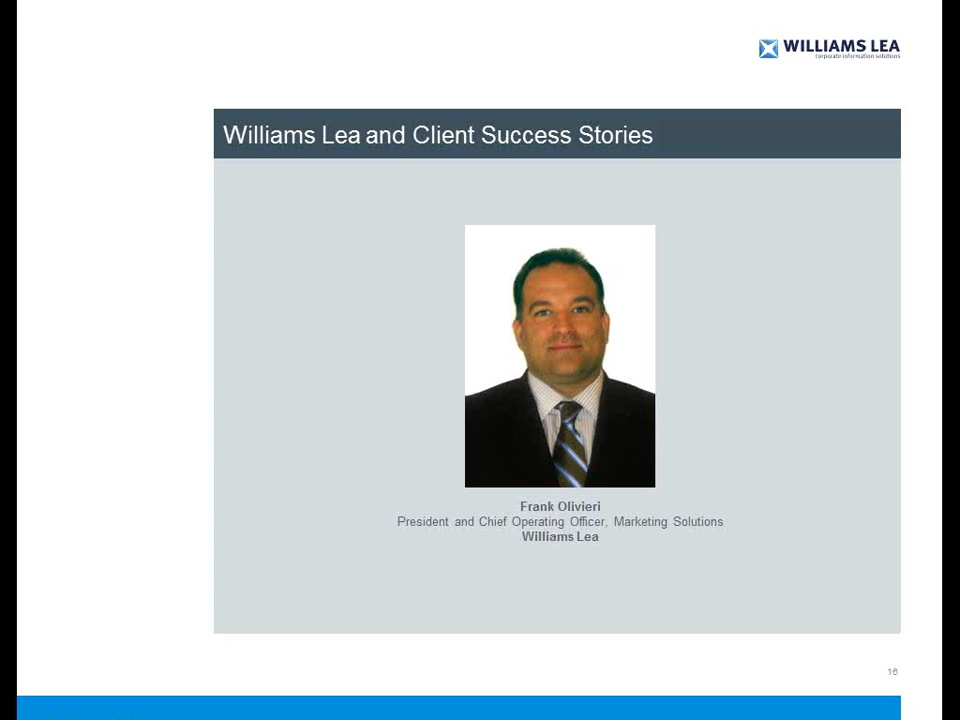 WILLIAMS LEA
corporate information solutions
Williams Lea and Client Success Stories
Frank Olivieri
President and Chief Operating Officer, Marketing Solutions
Williams Lea
16